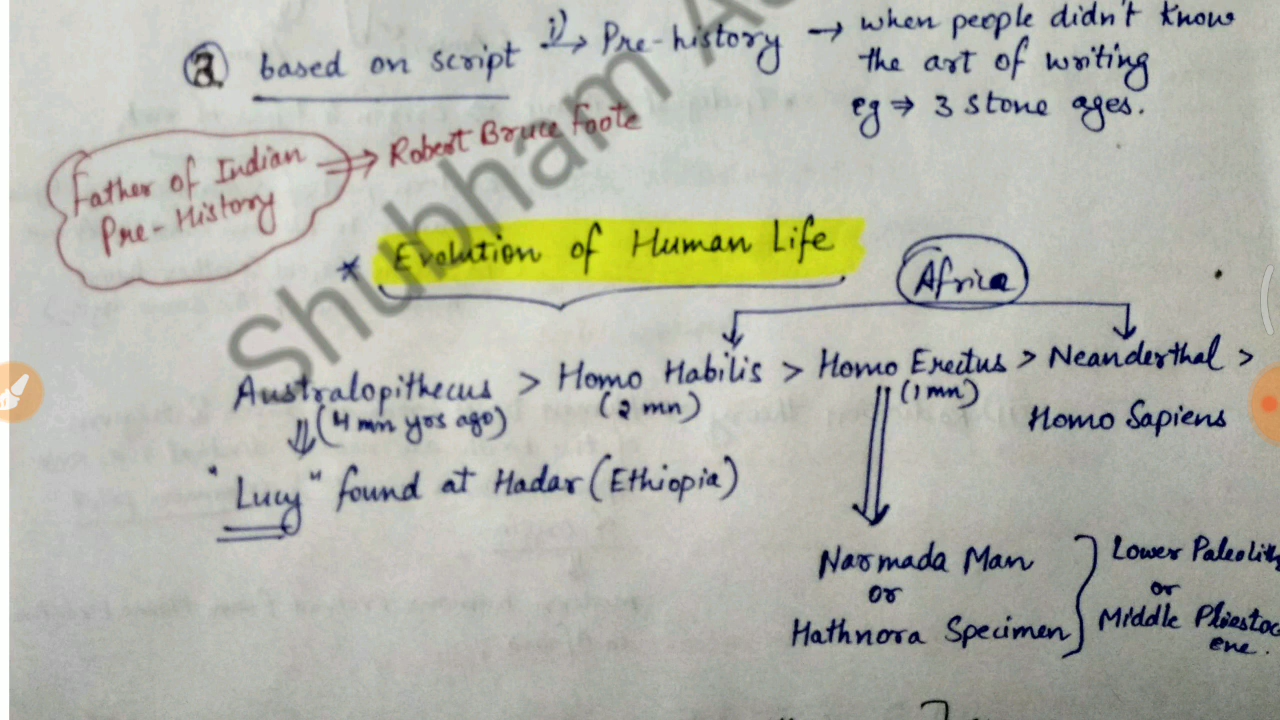 ② based on script i)→ Pre-history → when people didn't know
the art of writing
eg ⇒ 3 stone ages.
Father of Indian
Pre-History ⇒ Robert Bruce Foote
* Evolution of Human Life
Africa
Australopithecus > Homo Habilis > Homo Erectus > Neanderthal >
(4 mn yrs ago) (2 mn) (1 mn)
Homo Sapiens
"Lucy" found at Hadar (Ethiopia)
Narmada Man
or
Hathnora Specimen
Lower Paleolith
or
Middle Pliestoc
ene.
Shubham